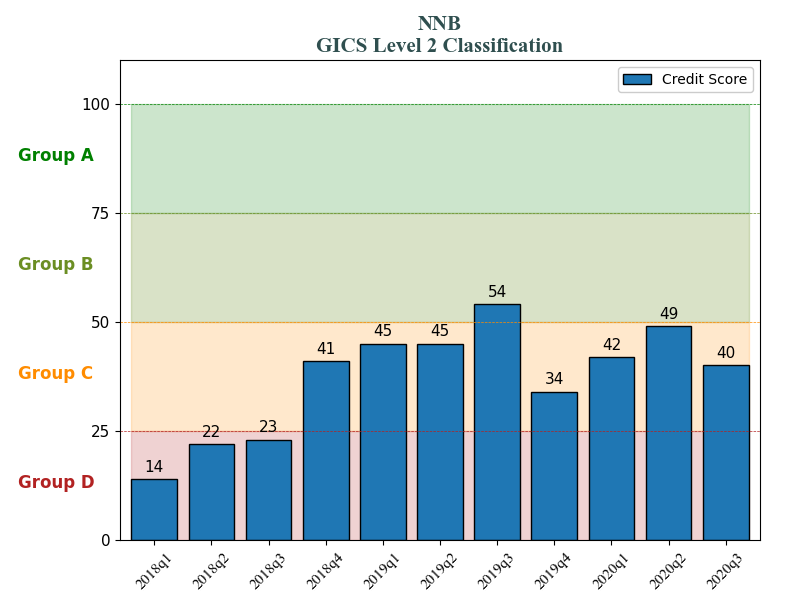 NNB
GICS Level 2 Classification
Credit Score
100
Group A
75
Group B
50
Group C
25
Group D
0
14
22
23
41
45
45
54
34
42
49
40
2018q1
2018q2
2018q3
2018q4
2019q1
2019q2
2019q3
2019q4
2020q1
2020q2
2020q3